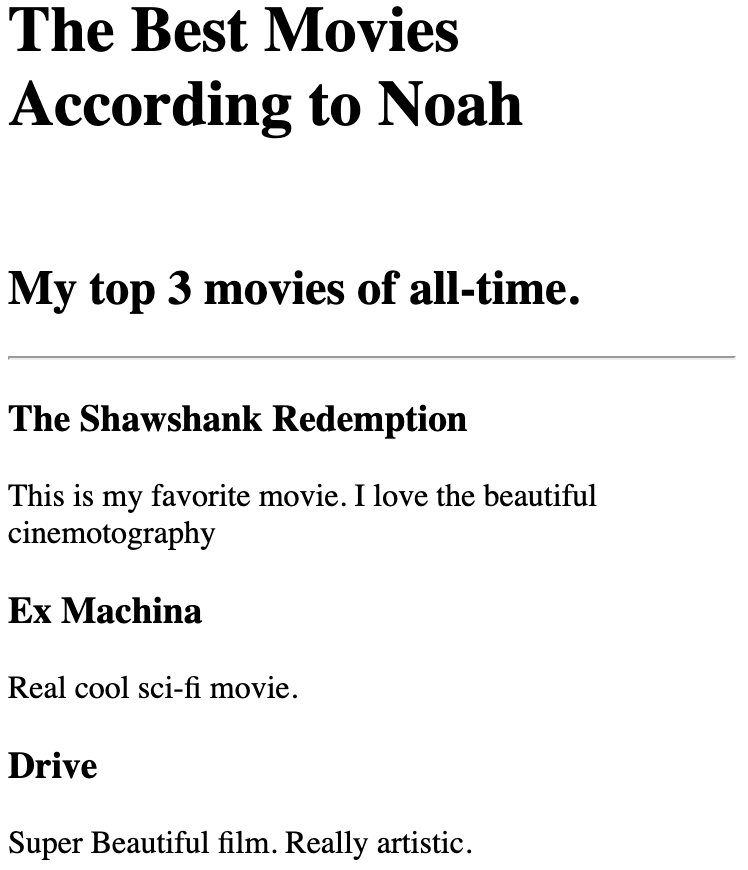 The Best Movies
According to Noah
My top 3 movies of all-time.
The Shawshank Redemption
This is my favorite movie. I love the beautiful
cinemotography
Ex Machina
Real cool sci-fi movie.
Drive
Super Beautiful film. Really artistic.